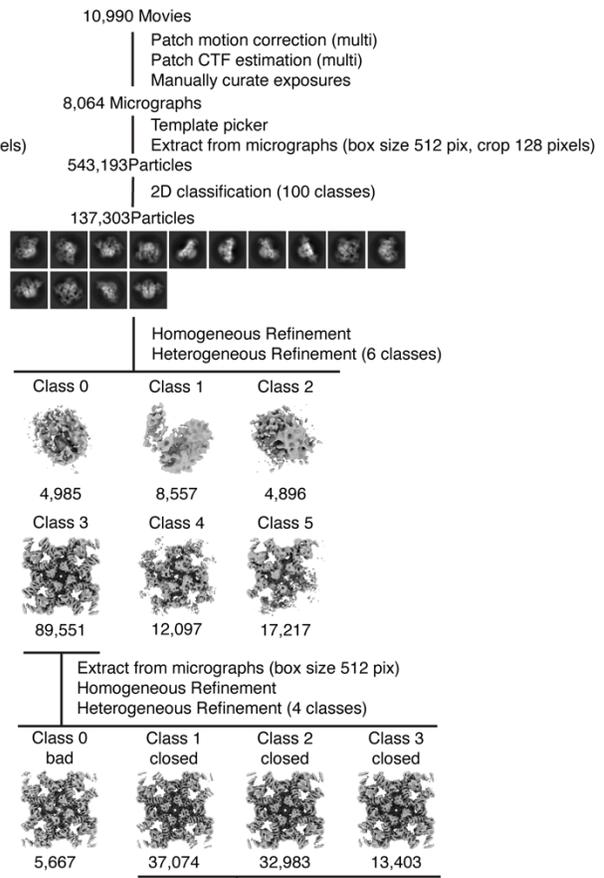 10,990 Movies
Patch motion correction (multi)
Patch CTF estimation (multi)
Manually curate exposures
8,064 Micrographs
Template picker
els)
Extract from micrographs (box size 512 pix, crop 128 pixels)
543,193Particles
2D classification (100 classes)
137,303Particles
Homogeneous Refinement
Heterogeneous Refinement (6 classes)
Class 0 Class 1 Class 2
4,985 8,557 4,896
Class 3 Class 4 Class 5
89,551 12,097 17,217
Extract from micrographs (box size 512 pix)
Homogeneous Refinement
Heterogeneous Refinement (4 classes)
Class 0 Class 1 Class 2 Class 3
bad closed closed closed
5,667 37,074 32,983 13,403